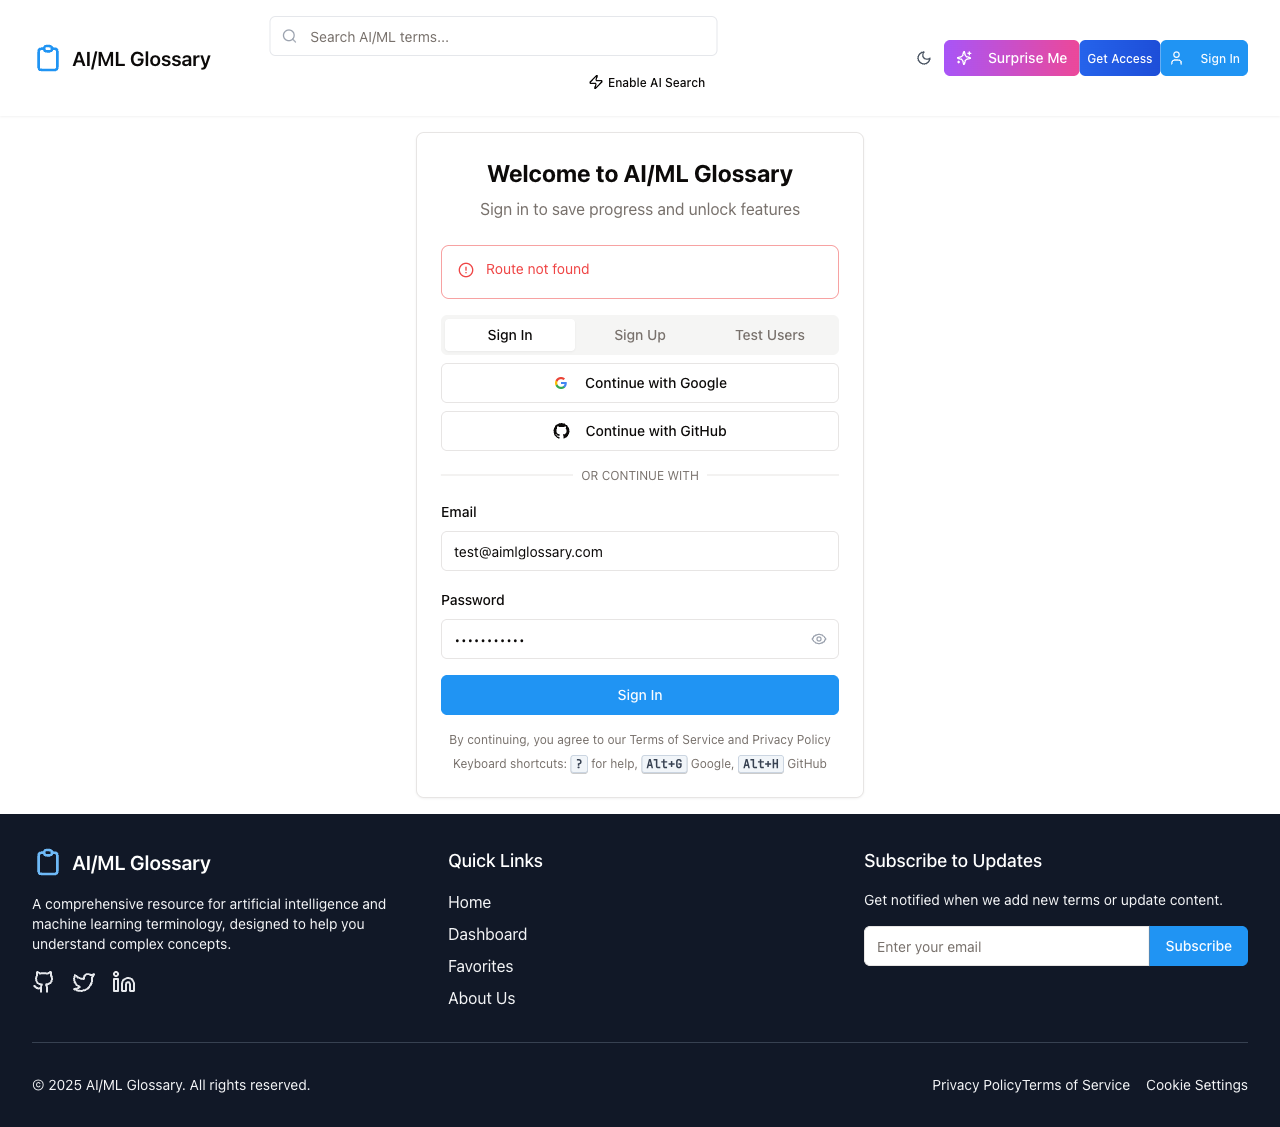 AI/ML Glossary
Search AI/ML terms...
Enable AI Search
Surprise Me
Get Access
Sign In
Welcome to AI/ML Glossary
Sign in to save progress and unlock features
Route not found
Sign In
Sign Up
Test Users
Continue with Google
Continue with GitHub
OR CONTINUE WITH
Email
test@aimlglossary.com
Password
•••••••••••
Sign In
By continuing, you agree to our Terms of Service and Privacy Policy
Keyboard shortcuts: ? for help, Alt+G Google, Alt+H GitHub
AI/ML Glossary
A comprehensive resource for artificial intelligence and
machine learning terminology, designed to help you
understand complex concepts.
Quick Links
Home
Dashboard
Favorites
About Us
Subscribe to Updates
Get notified when we add new terms or update content.
Enter your email
Subscribe
© 2025 AI/ML Glossary. All rights reserved.
Privacy Policy
Terms of Service
Cookie Settings